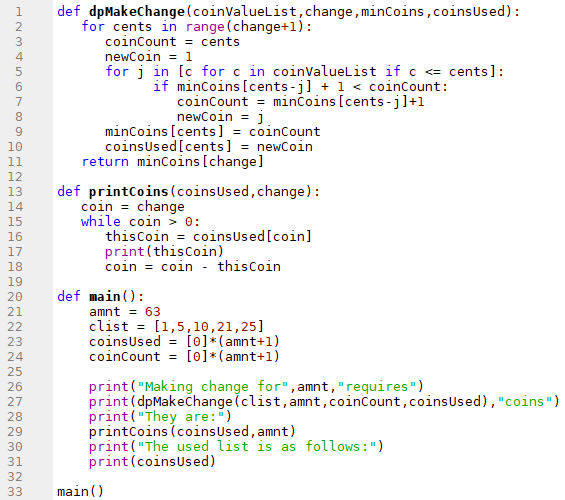 1 def dpMakeChange(coinValueList,change,minCoins,coinsUsed):
2    for cents in range(change+1):
3       coinCount = cents
4       newCoin = 1
5       for j in [c for c in coinValueList if c <= cents]:
6             if minCoins[cents-j] + 1 < coinCount:
7                coinCount = minCoins[cents-j]+1
8                newCoin = j
9       minCoins[cents] = coinCount
10       coinsUsed[cents] = newCoin
11    return minCoins[change]
12
13 def printCoins(coinsUsed,change):
14    coin = change
15    while coin > 0:
16       thisCoin = coinsUsed[coin]
17       print(thisCoin)
18       coin = coin - thisCoin
19
20 def main():
21     amnt = 63
22     clist = [1,5,10,21,25]
23     coinsUsed = [0]*(amnt+1)
24     coinCount = [0]*(amnt+1)
25
26     print("Making change for",amnt,"requires")
27     print(dpMakeChange(clist,amnt,coinCount,coinsUsed),"coins")
28     print("They are:")
29     printCoins(coinsUsed,amnt)
30     print("The used list is as follows:")
31     print(coinsUsed)
32
33 main()